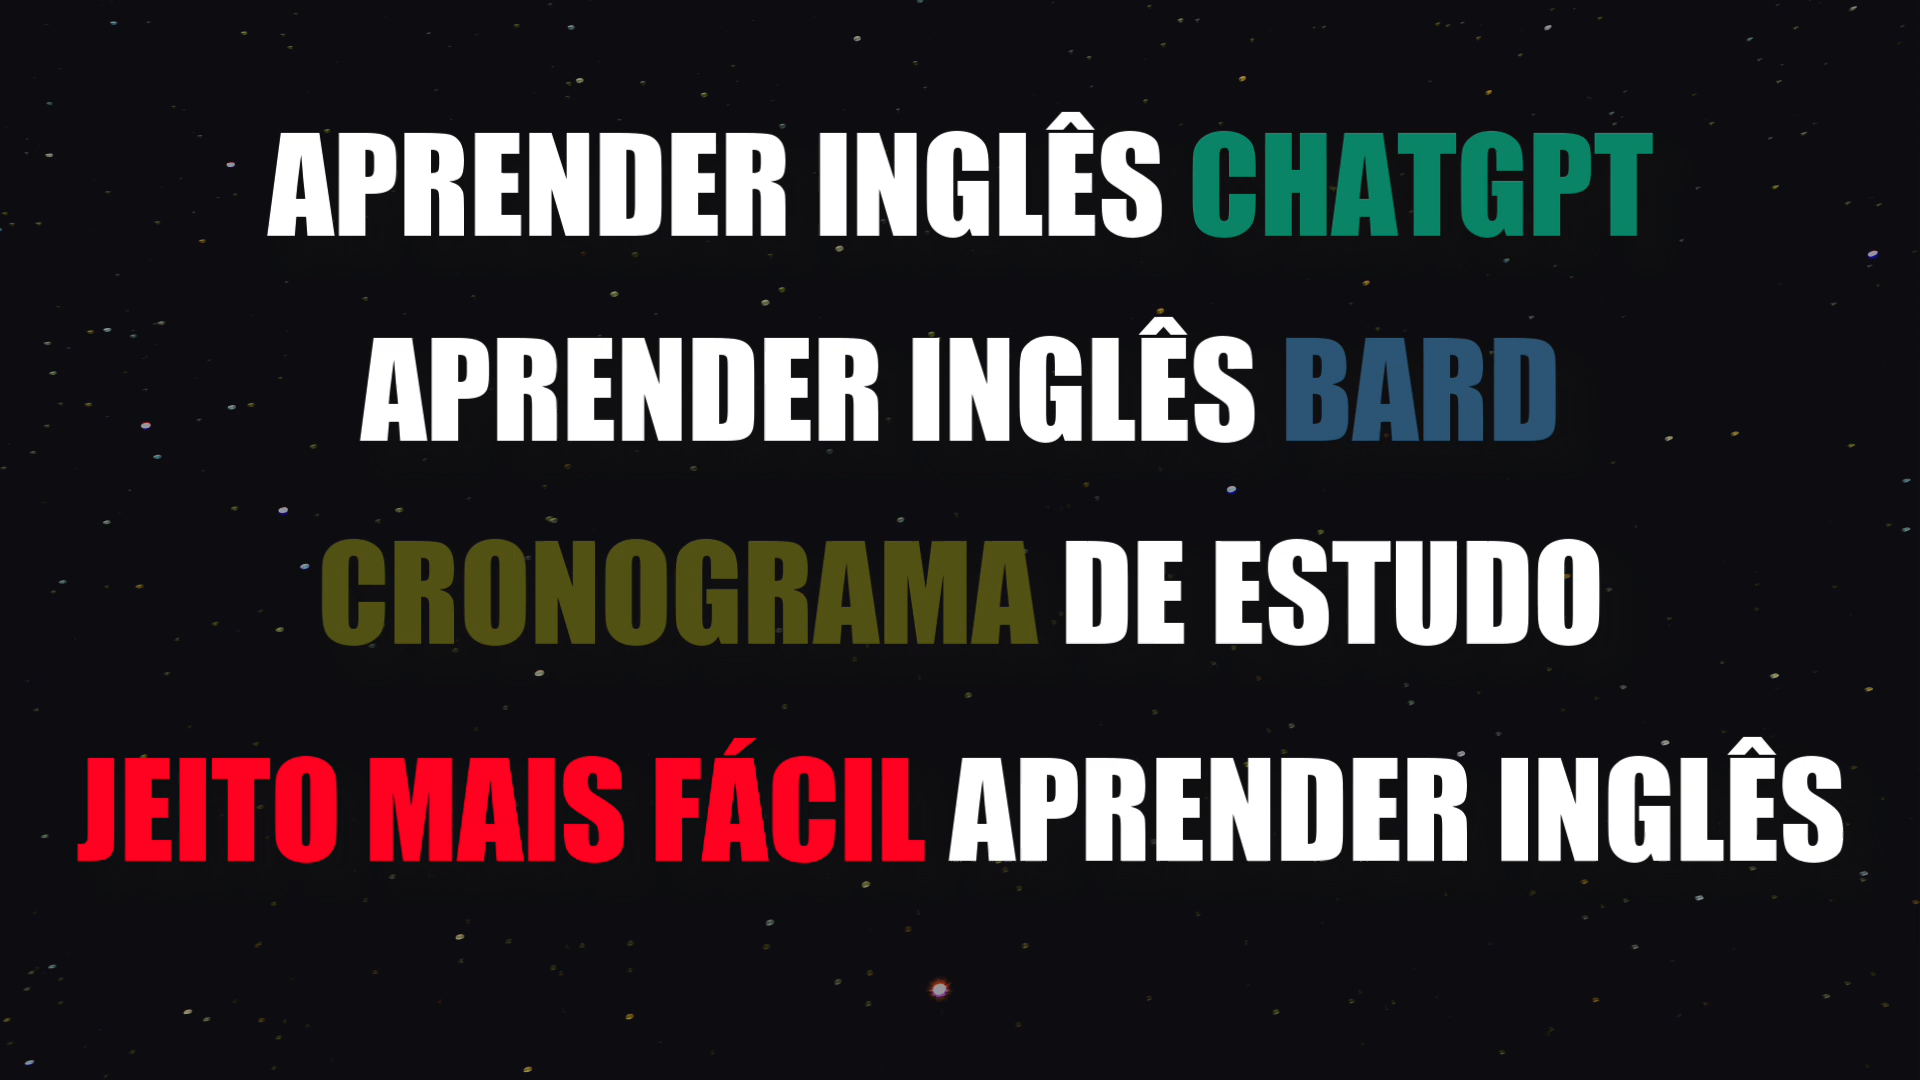 APRENDER INGLÊS CHATGPT
APRENDER INGLÊS BARD
CRONOGRAMA DE ESTUDO
JEITO MAIS FÁCIL APRENDER INGLÊS